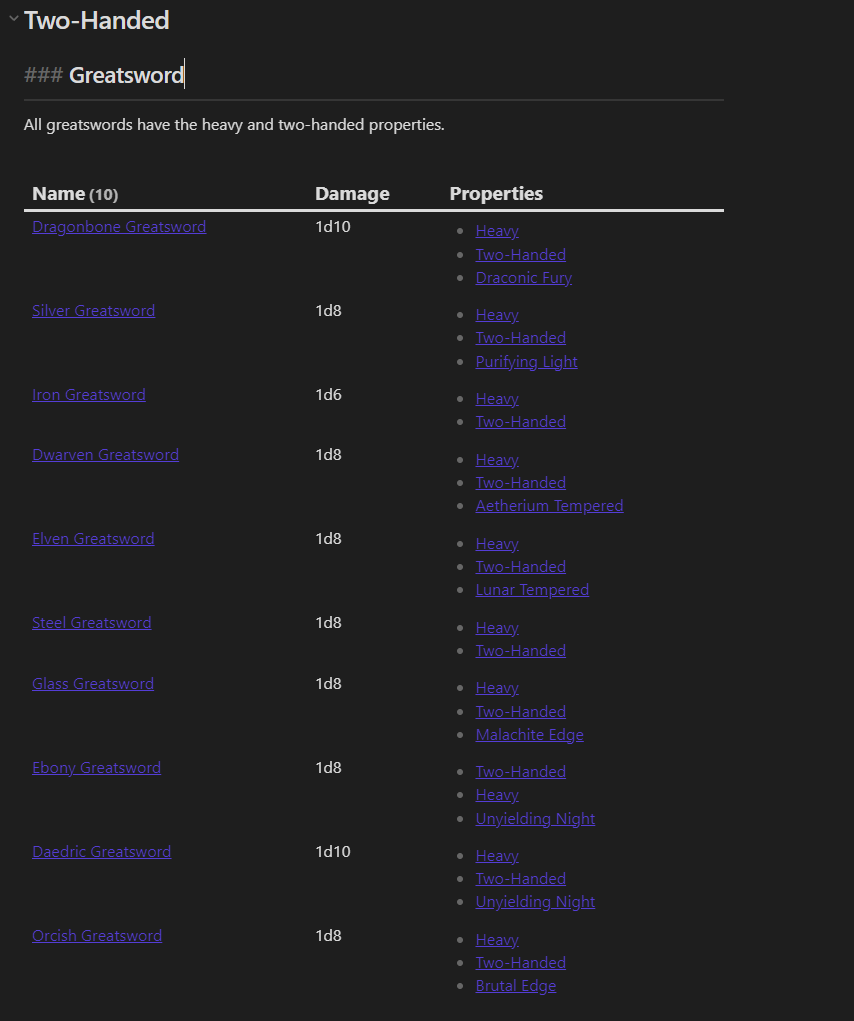 Two-Handed
### Greatsword
All greatswords have the heavy and two-handed properties.
Name (10) Damage Properties
Dragonbone Greatsword 1d10 Heavy
Two-Handed
Draconic Fury
Silver Greatsword 1d8 Heavy
Two-Handed
Purifying Light
Iron Greatsword 1d6 Heavy
Two-Handed
Dwarven Greatsword 1d8 Heavy
Two-Handed
Aetherium Tempered
Elven Greatsword 1d8 Heavy
Two-Handed
Lunar Tempered
Steel Greatsword 1d8 Heavy
Two-Handed
Glass Greatsword 1d8 Heavy
Two-Handed
Malachite Edge
Ebony Greatsword 1d8 Two-Handed
Heavy
Unyielding Night
Daedric Greatsword 1d10 Heavy
Two-Handed
Unyielding Night
Orcish Greatsword 1d8 Heavy
Two-Handed
Brutal Edge